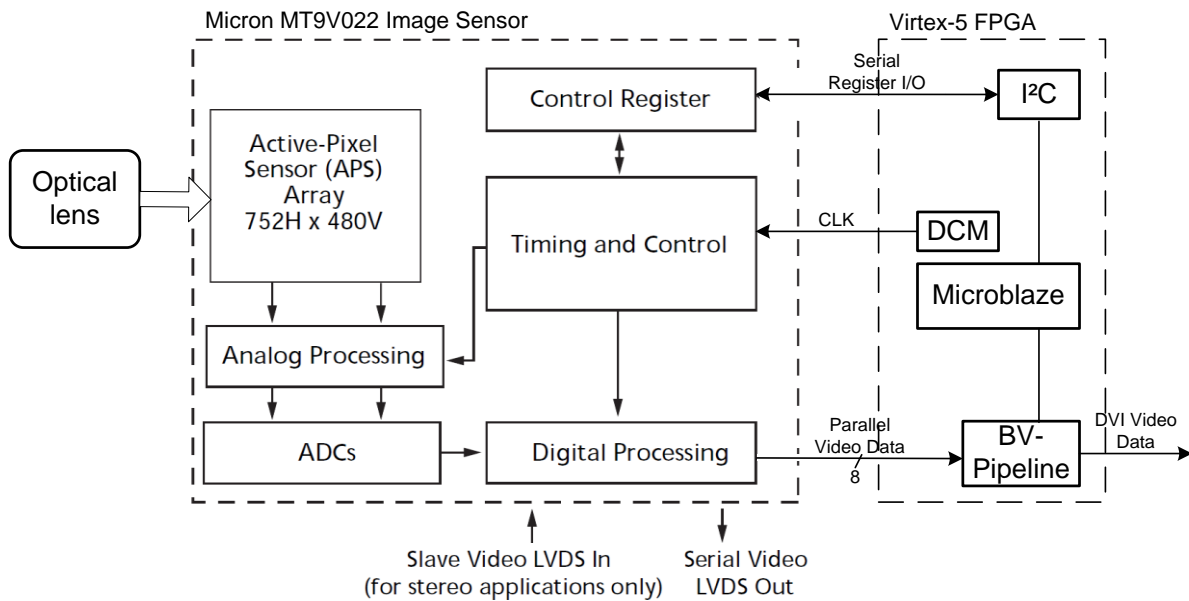 Micron MT9V022 Image Sensor
Virtex-5 FPGA
Serial
Register I/O
Control Register
I²C
Active-Pixel
Sensor (APS)
Array
752H x 480V
Optical
lens
Timing and Control
CLK
DCM
Microblaze
Analog Processing
ADCs
Digital Processing
Parallel
Video Data
8
BV-
Pipeline
DVI Video
Data
Slave Video LVDS In
(for stereo applications only)
Serial Video
LVDS Out